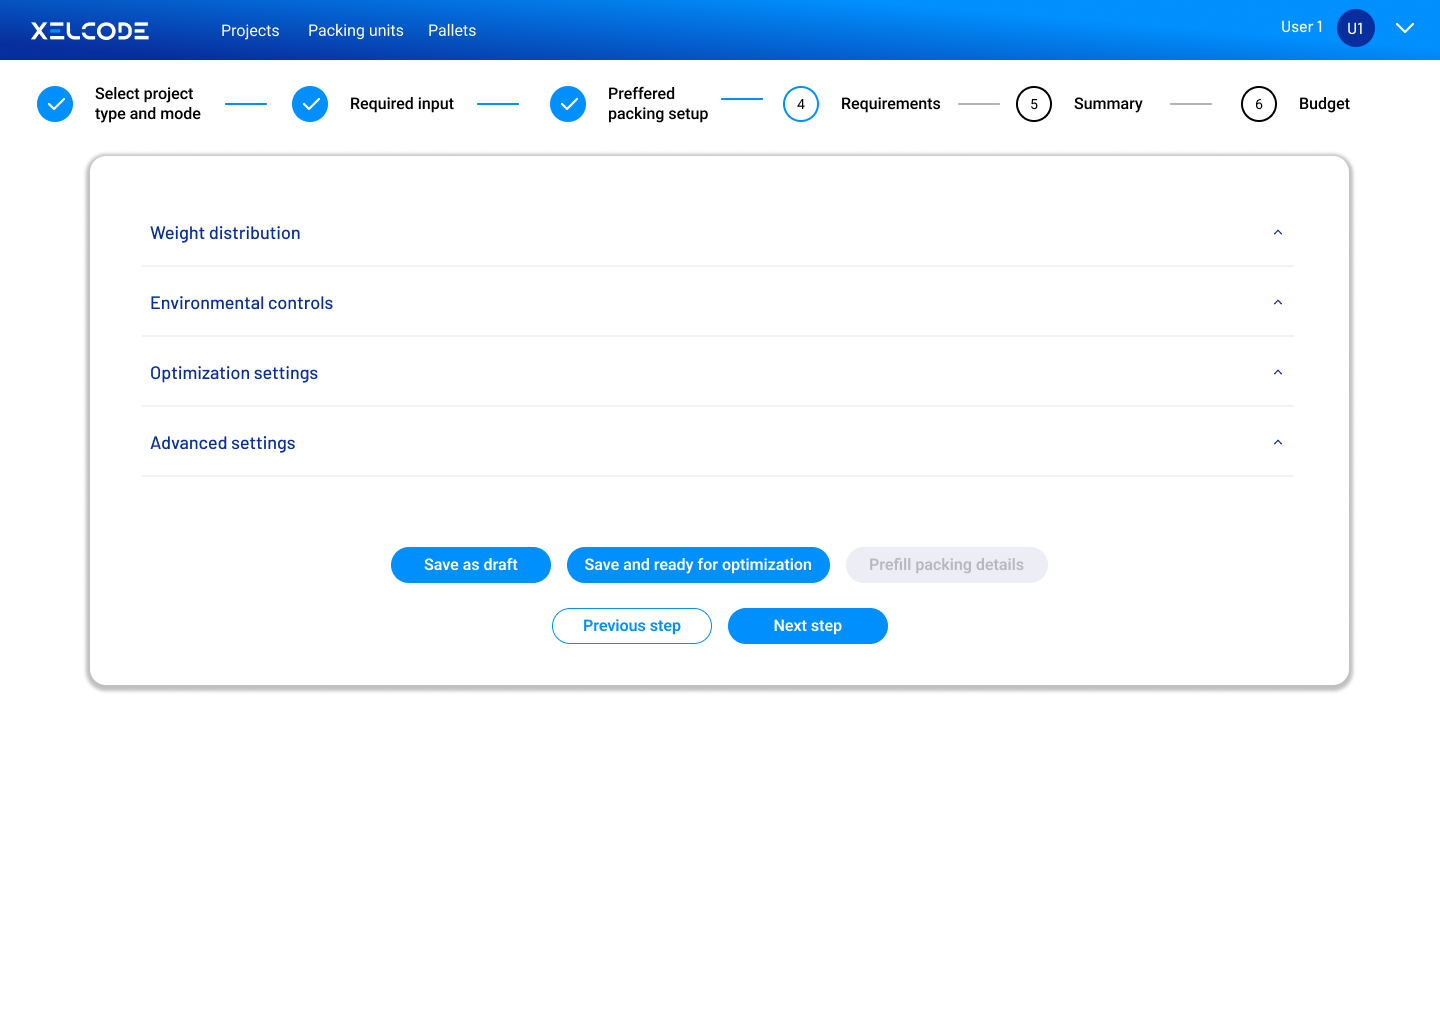 XELCODE
Projects Packing units Pallets
User 1 U1
Select project
type and mode
Required input
Preffered
packing setup
4 Requirements
5 Summary
6 Budget
Weight distribution
Environmental controls
Optimization settings
Advanced settings
Save as draft Save and ready for optimization Prefill packing details
Previous step Next step